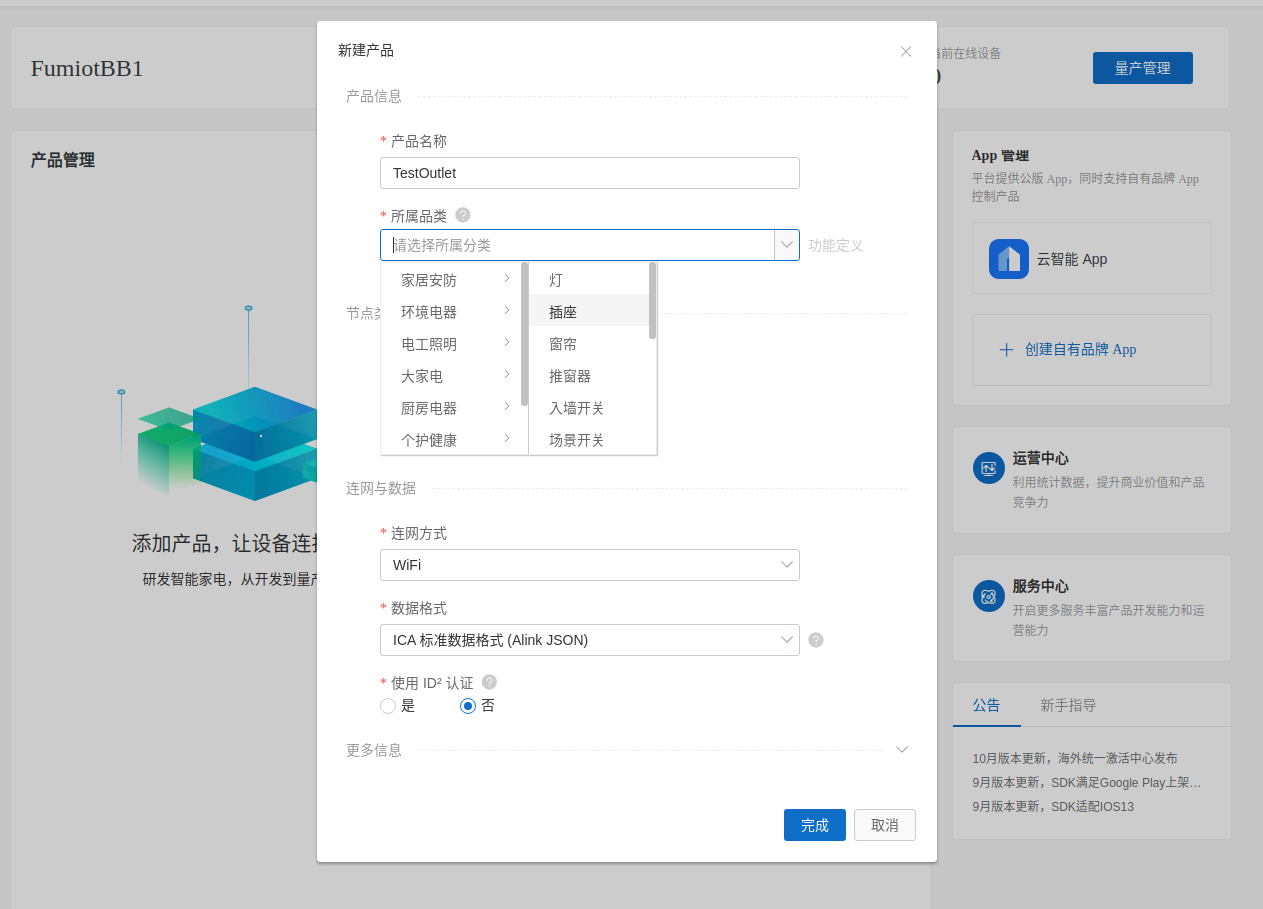 新建产品
FumiotBB1
前在线设备
量产管理
产品信息
* 产品名称
TestOutlet
产品管理
App 管理
平台提供公版 App，同时支持自有品牌 App
控制产品
* 所属品类 ?
请选择所属分类
功能定义
云智能 App
家居安防
灯
环境电器
插座
节点
电工照明
窗帘
创建自有品牌 App
大家电
推窗器
厨房电器
入墙开关
个护健康
场景开关
运营中心
利用统计数据，提升商业价值和产品
竞争力
连网与数据
* 连网方式
添加产品，让设备连
WiFi
研发智能家电，从开发到量
服务中心
开启更多服务丰富产品开发能力和运
营能力
* 数据格式
ICA 标准数据格式 (Alink JSON) ?
* 使用 ID² 认证 ?
是 否
公告 新手指导
更多信息
10月版本更新，海外统一激活中心发布
9月版本更新，SDK满足Google Play上架…
9月版本更新，SDK适配IOS13
完成 取消